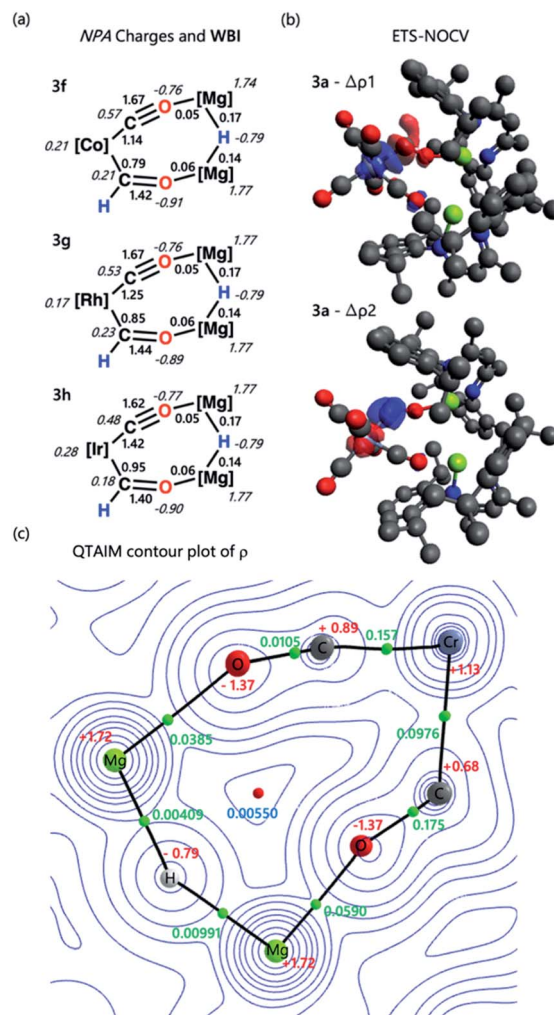 (a) NPA Charges and WBI
3f
0.57 1.67 -0.76 [Mg] 1.74
C O 0.05 0.17
0.21 [Co] 1.14 H -0.79
0.79 0.14
0.21 C O 0.06 [Mg]
H 1.42 -0.91 1.77
3g
0.53 1.67 -0.76 [Mg] 1.77
C O 0.05 0.17
0.17 [Rh] 1.25 H -0.79
0.85 0.14
0.23 C O 0.06 [Mg]
H 1.44 -0.89 1.77
3h
0.48 1.62 -0.77 [Mg] 1.77
C O 0.05 0.17
0.28 [Ir] 1.42 H -0.79
0.95 0.14
0.18 C O 0.06 [Mg]
H 1.40 -0.90 1.77
(b) ETS-NOCV
3a - Δρ1
3a - Δρ2
(c)
QTAIM contour plot of ρ
+ 0.89
0.0105 C 0.157 Cr
O +1.13
- 1.37
+1.72 0.0385 0.0976
Mg +0.68
0.00550 C
0.00409 -1.37 0.175
- 0.79 O
H
0.00991 0.0590
Mg
+1.72